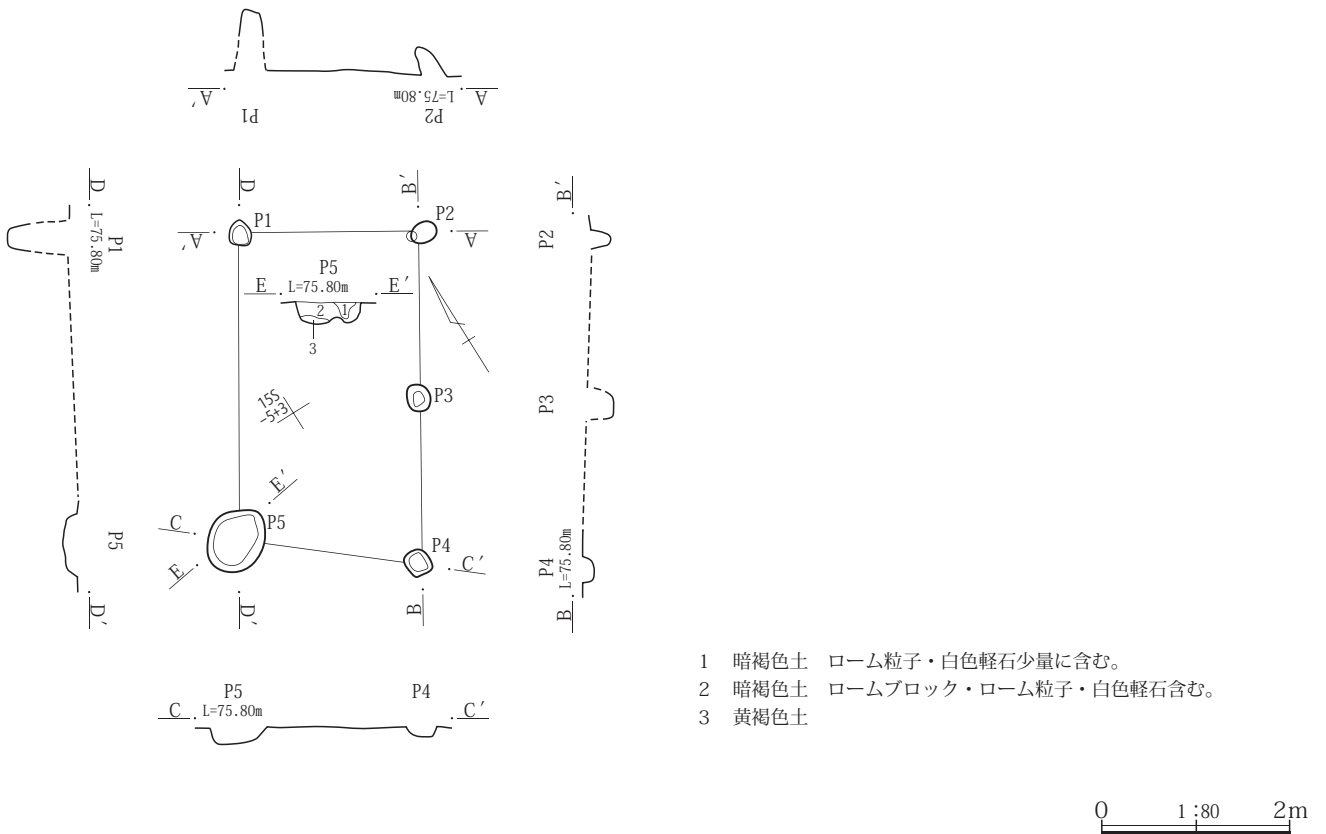 A′
L=75.80m
A
P1
P2
D
D
B′
B′
L=75.80m
P1
P1
P2
P2
A′
A
P5
E
L=75.80m
E′
2
1
3
P3
P3
15S
-5+3
E′
C
P5
P5
E
P4
C′
P4
L=75.80m
D′
D′
B
B
P5
P4
C
L=75.80m
C′
1　暗褐色土　ローム粒子・白色軽石少量に含む。
2　暗褐色土　ロームブロック・ローム粒子・白色軽石含む。
3　黄褐色土
0　1:80　2m